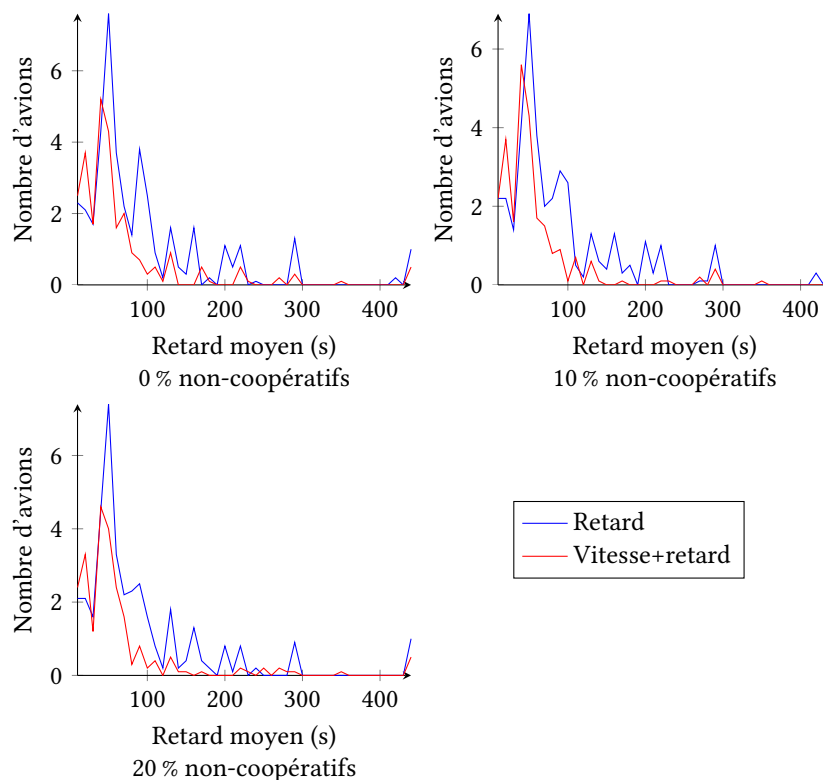 Nombre d'avions
6
4
2
0
100 200 300 400
Retard moyen (s)
0 % non-coopératifs
Nombre d'avions
6
4
2
0
100 200 300 400
Retard moyen (s)
10 % non-coopératifs
Nombre d'avions
6
4
2
0
100 200 300 400
Retard moyen (s)
20 % non-coopératifs
Retard
Vitesse+retard